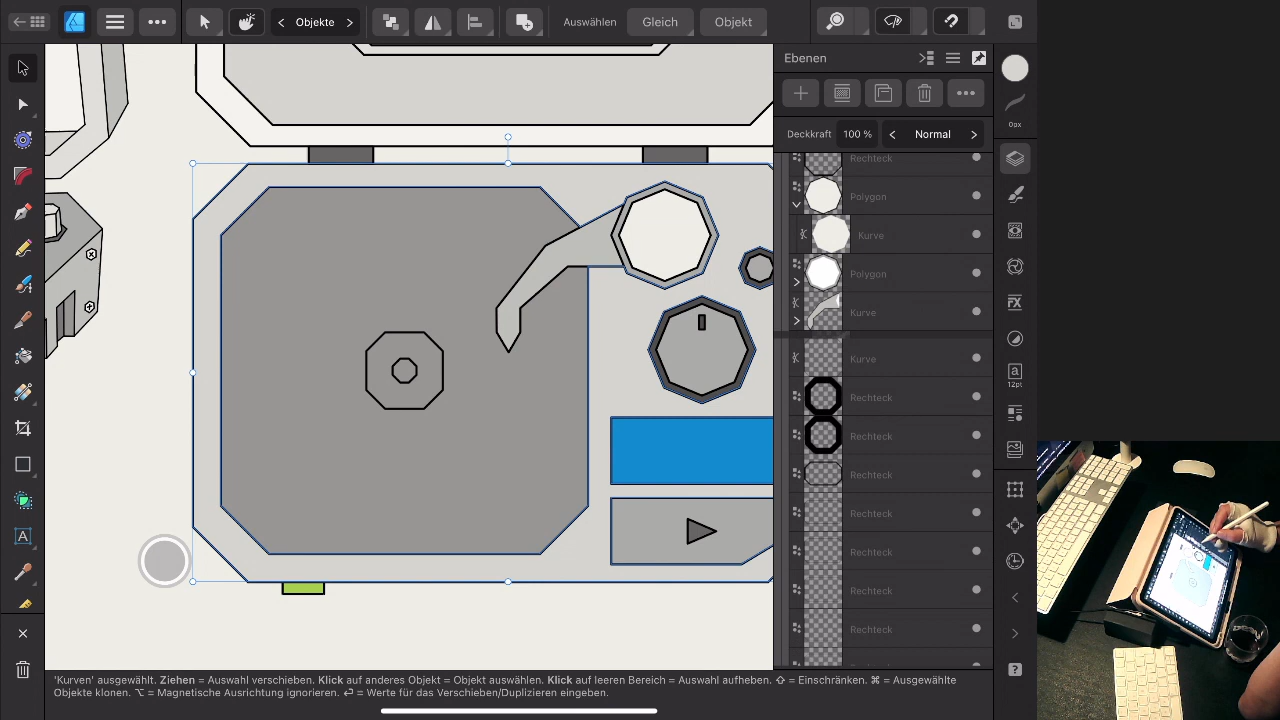 Objekte
Auswählen
Gleich
Objekt
Ebenen
Deckkraft
100 %
Normal
0px
Rechteck
Polygon
Kurve
Polygon
Kurve
Kurve
Rechteck
Rechteck
Rechteck
Rechteck
Rechteck
Rechteck
Rechteck
FX
a
12pt
A
?
'Kurven' ausgewählt. Ziehen = Auswahl verschieben. Klick auf anderes Objekt = Objekt auswählen. Klick auf leeren Bereich = Auswahl aufheben. ⇧ = Einschränken. ⌘ = Ausgewählte
Objekte klonen. ⌥ = Magnetische Ausrichtung ignorieren. ⏎ = Werte für das Verschieben/Duplizieren eingeben.